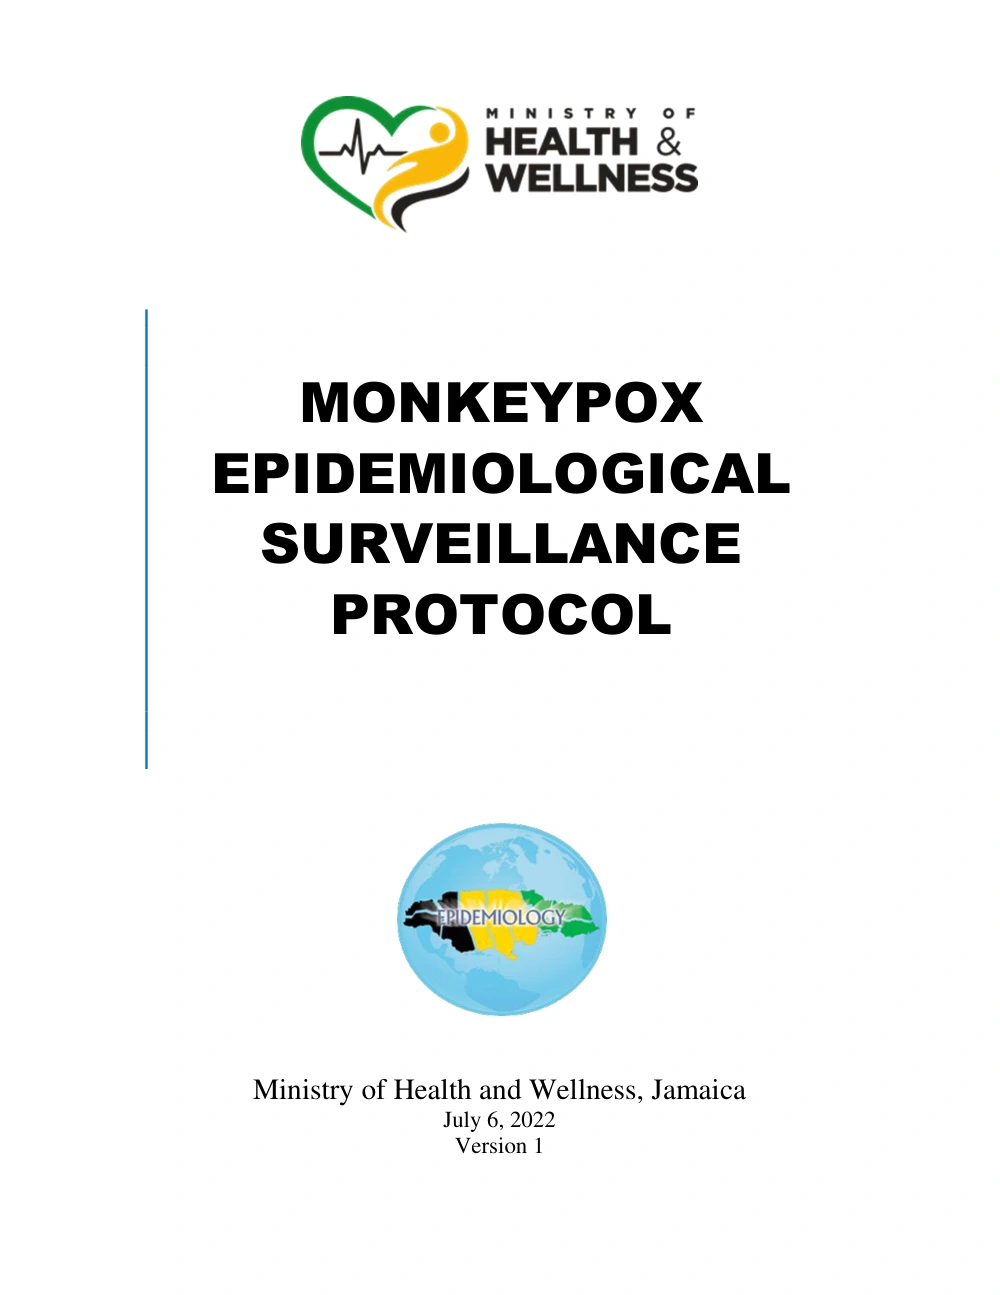 MINISTRY OF
HEALTH &
WELLNESS
MONKEYPOX
EPIDEMIOLOGICAL
SURVEILLANCE
PROTOCOL
EPIDEMIOLOGY
Ministry of Health and Wellness, Jamaica
July 6, 2022
Version 1